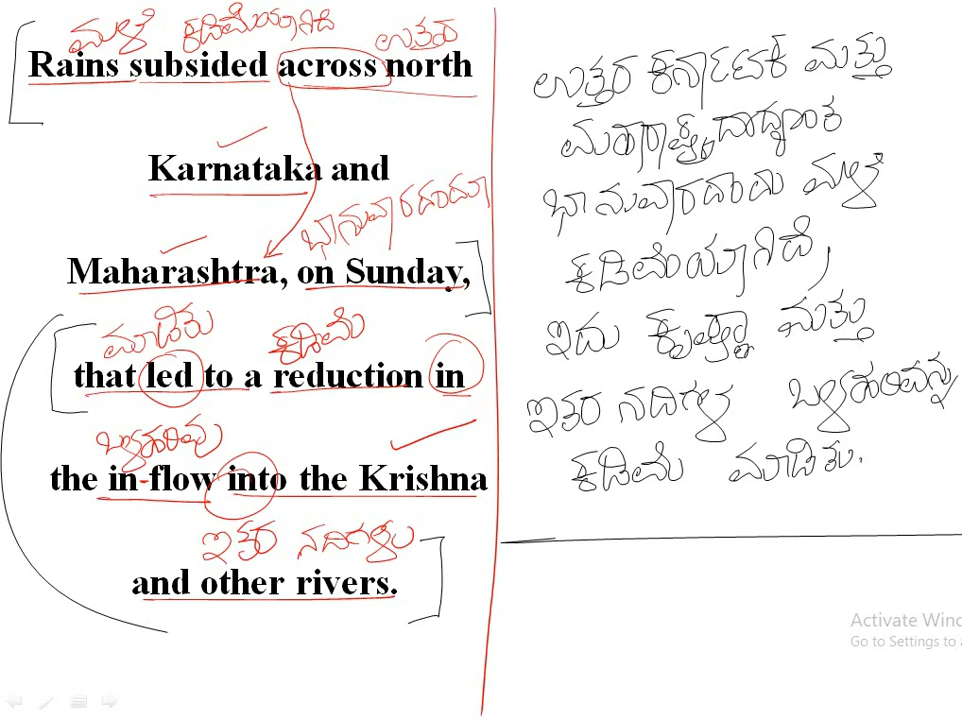 ಮಳೆ ಕಡಿಮೆಯಾಗಿದೆ ಉತ್ತರ
Rains subsided across north
Karnataka and
ಭಾನುವಾರದಂದು
Maharashtra, on Sunday,
ಮಾಡಿತು ಕಡಿಮೆ
that led to a reduction in
ಒಳಹರಿವು
the in-flow into the Krishna
ಇತರ ನದಿಗಳು
and other rivers.
ಉತ್ತರ ಕರ್ನಾಟಕ ಮತ್ತು
ಮಹಾರಾಷ್ಟ್ರದಾದ್ಯಂತ
ಭಾನುವಾರದಂದು ಮಳೆ
ಕಡಿಮೆಯಾಗಿದೆ,
ಇದು ಕೃಷ್ಣಾ ಮತ್ತು
ಇತರ ನದಿಗಳ ಒಳಹರಿವನ್ನು
ಕಡಿಮೆ ಮಾಡಿತು.
Activate Wind
Go to Settings to a